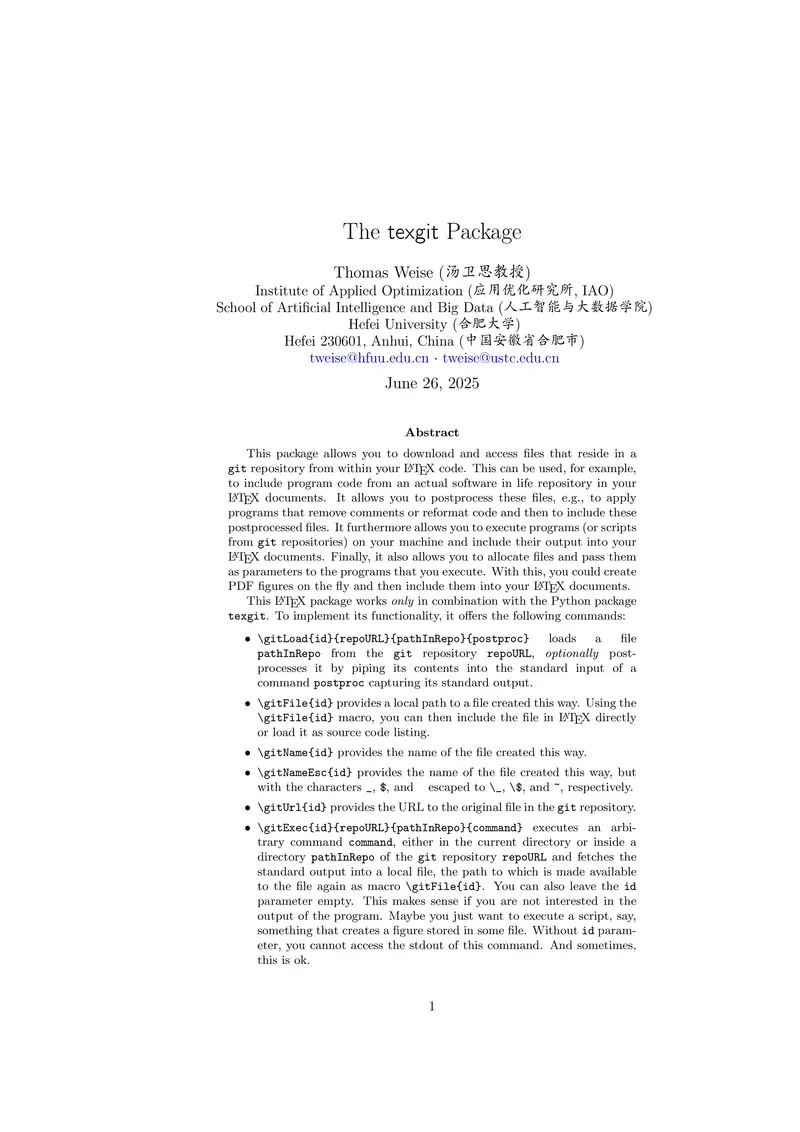 The texgit Package
Thomas Weise (汤卫思教授)
Institute of Applied Optimization (应用优化研究所, IAO)
School of Artificial Intelligence and Big Data (人工智能与大数据学院)
Hefei University (合肥大学)
Hefei 230601, Anhui, China (中国安徽省合肥市)
tweise@hfuu.edu.cn · tweise@ustc.edu.cn
June 26, 2025
Abstract
This package allows you to download and access files that reside in a
git repository from within your LATEX code. This can be used, for example,
to include program code from an actual software in life repository in your
LATEX documents. It allows you to postprocess these files, e.g., to apply
programs that remove comments or reformat code and then to include these
postprocessed files. It furthermore allows you to execute programs (or scripts
from git repositories) on your machine and include their output into your
LATEX documents. Finally, it also allows you to allocate files and pass them
as parameters to the programs that you execute. With this, you could create
PDF figures on the fly and then include them into your LATEX documents.
This LATEX package works only in combination with the Python package
texgit. To implement its functionality, it offers the following commands:
• \gitLoad{id}{repoURL}{pathInRepo}{postproc} loads a file
pathInRepo from the git repository repoURL, optionally post-
processes it by piping its contents into the standard input of a
command postproc capturing its standard output.
• \gitFile{id} provides a local path to a file created this way. Using the
\gitFile{id} macro, you can then include the file in LATEX directly
or load it as source code listing.
• \gitName{id} provides the name of the file created this way.
• \gitNameEsc{id} provides the name of the file created this way, but
with the characters _, $, and escaped to \_, \$, and ~, respectively.
• \gitUrl{id} provides the URL to the original file in the git repository.
• \gitExec{id}{repoURL}{pathInRepo}{command} executes an arbi-
trary command command, either in the current directory or inside a
directory pathInRepo of the git repository repoURL and fetches the
standard output into a local file, the path to which is made available
to the file again as macro \gitFile{id}. You can also leave the id
parameter empty. This makes sense if you are not interested in the
output of the program. Maybe you just want to execute a script, say,
something that creates a figure stored in some file. Without id param-
eter, you cannot access the stdout of this command. And sometimes,
this is ok.
1